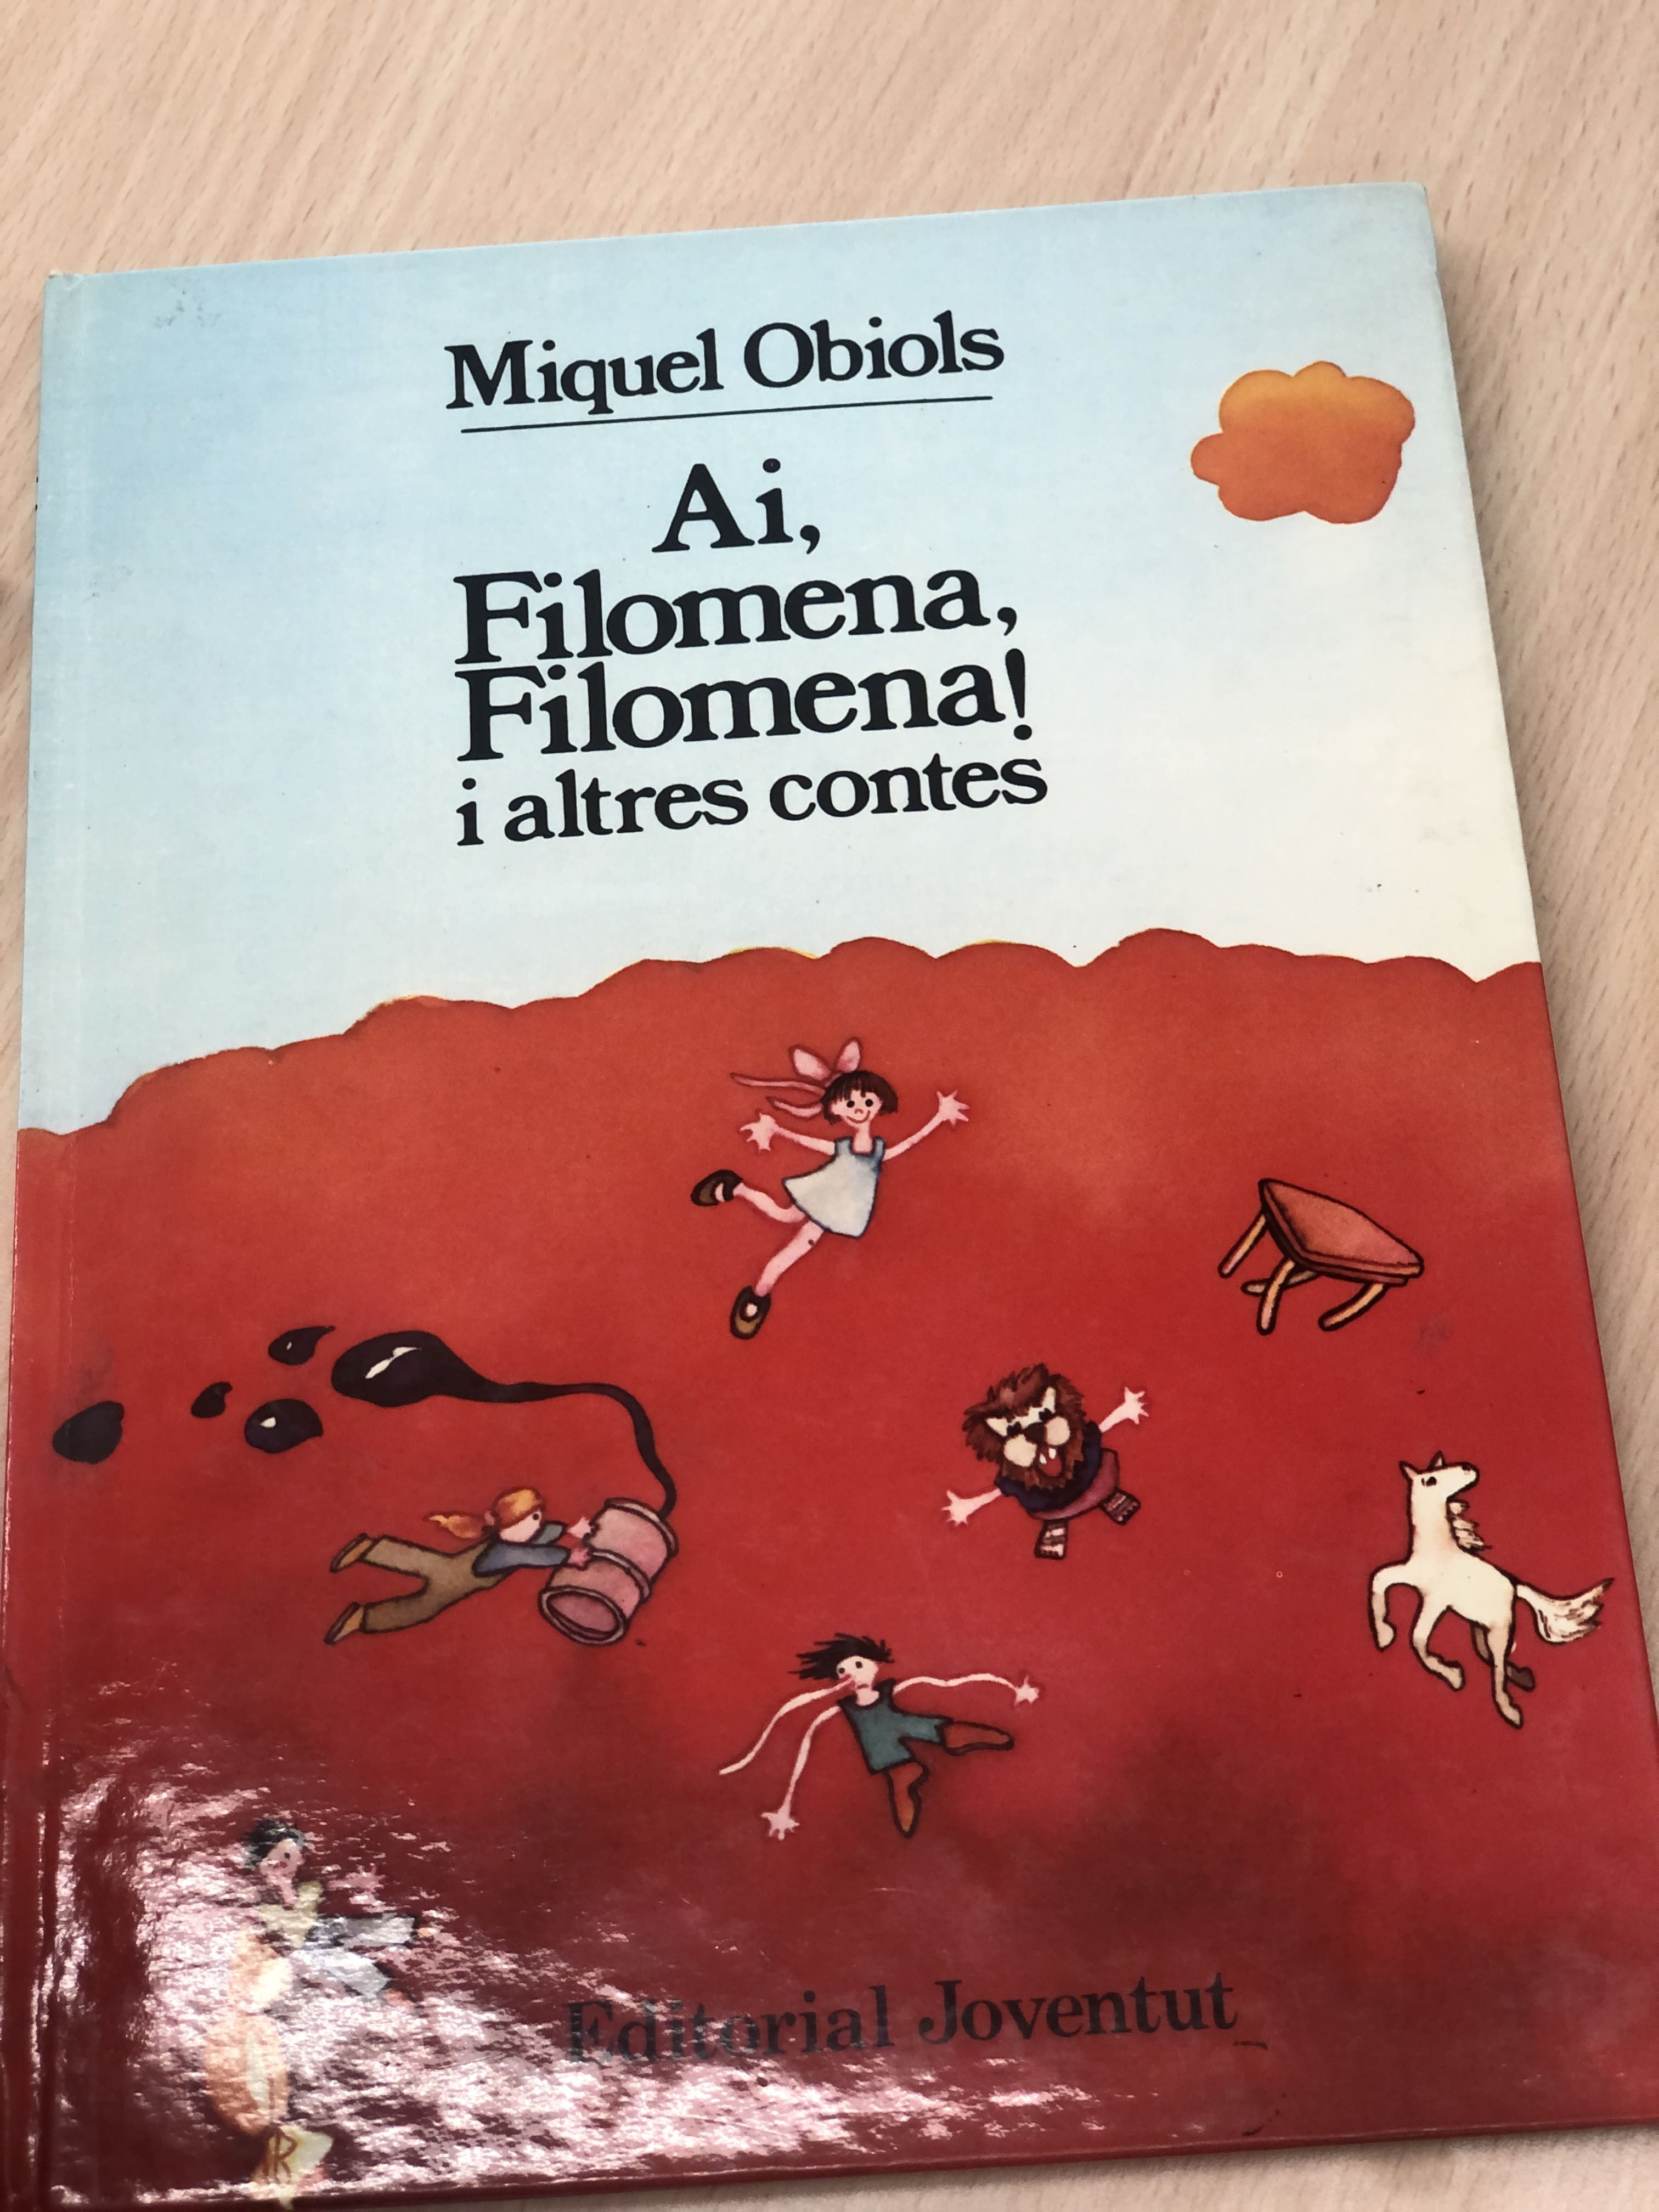 Miquel Obiols
Ai,
Filomena,
Filomena!
i altres contes
Editorial Joventut